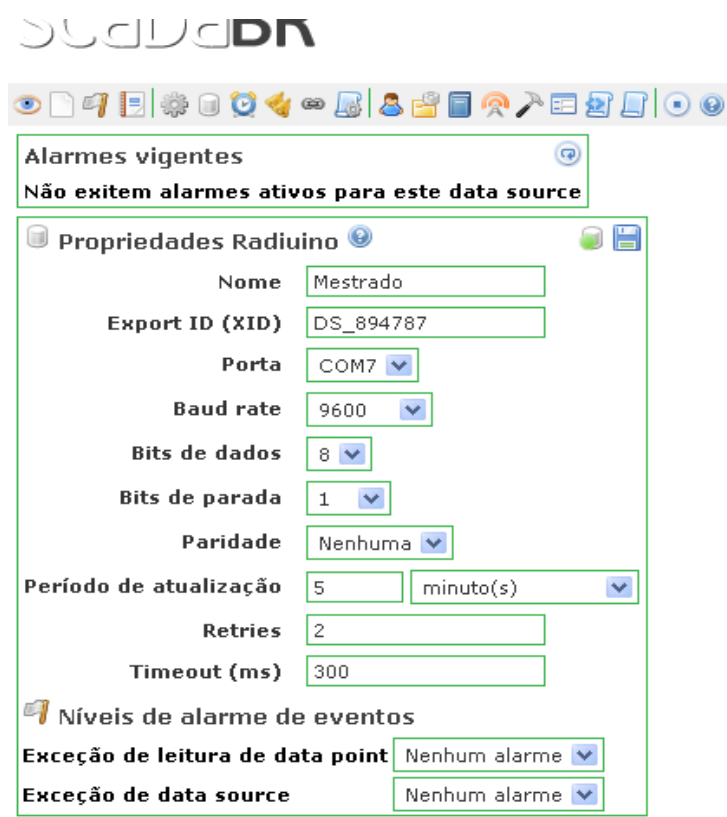 ScadaBR
Alarmes vigentes
Não exitem alarmes ativos para este data source
Propriedades Radiuino
Nome Mestrado
Export ID (XID) DS_894787
Porta COM7
Baud rate 9600
Bits de dados 8
Bits de parada 1
Paridade Nenhuma
Período de atualização 5 minuto(s)
Retries 2
Timeout (ms) 300
Níveis de alarme de eventos
Exceção de leitura de data point Nenhum alarme
Exceção de data source Nenhum alarme